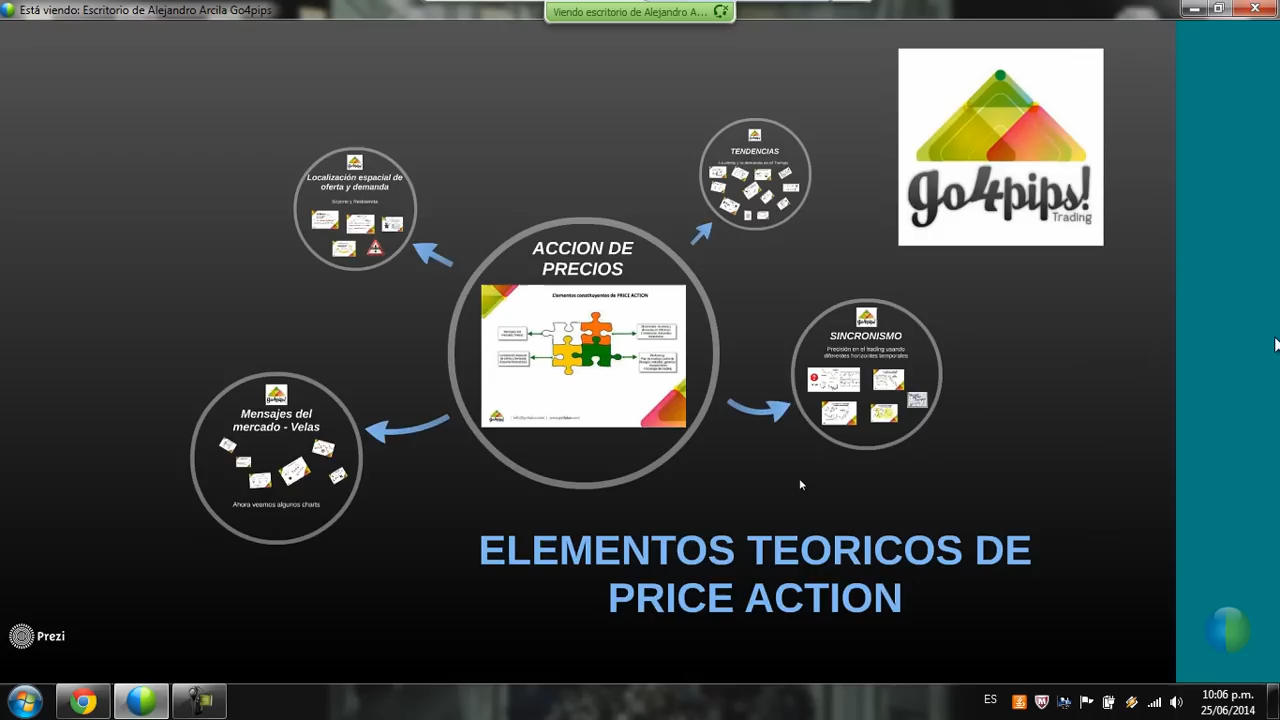 Está viendo: Escritorio de Alejandro Arcila Go4pips
Viendo escritorio de Alejandro A...
go4pips!
Trading
TENDENCIAS
Localización espacial de
oferta y demanda
Soporte y Resistencia
ACCION DE
PRECIOS
Elementos constituyentes de PRICE ACTION
SINCRONISMO
Precisión en el trading usando
diferentes horizontes temporales
Mensajes del
mercado - Velas
Ahora veamos algunos charts
ELEMENTOS TEORICOS DE
PRICE ACTION
Prezi
ES
10:06 p.m.
25/06/2014